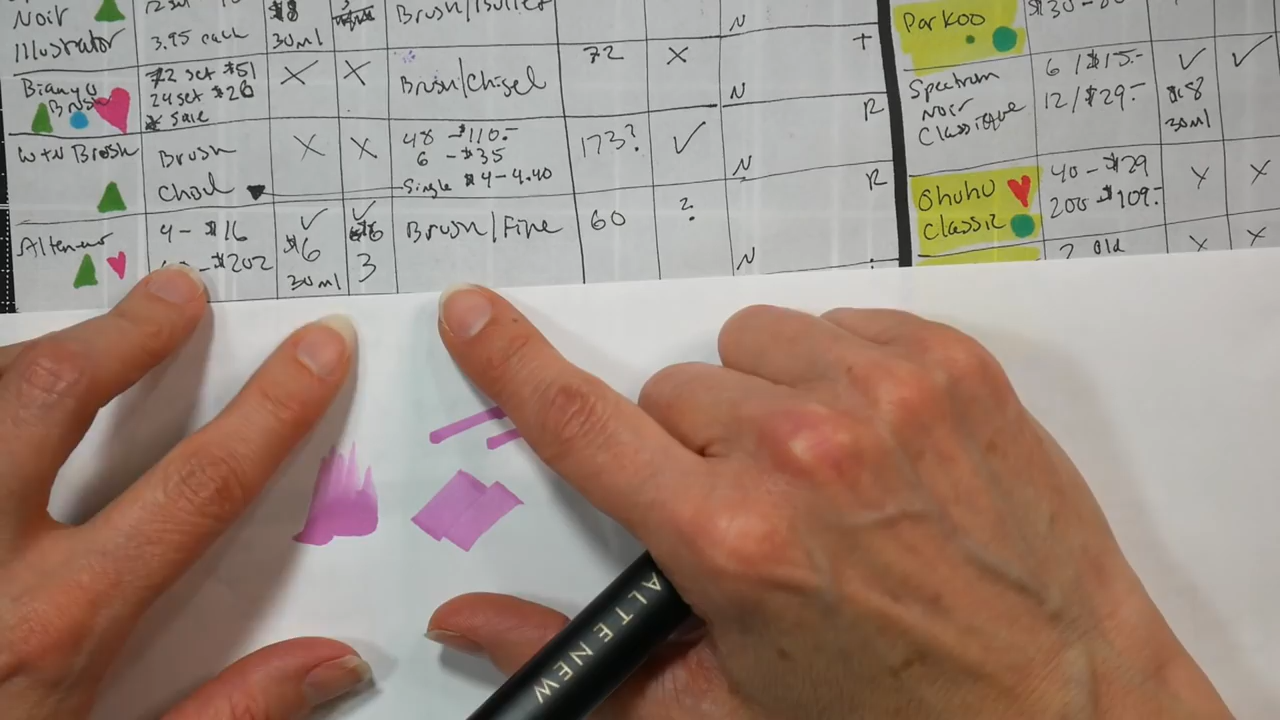 Noir
Illustrator
3.95 each
$8
30ml
Brush/Bullet
N
+
Bianyo
Brush
72 set $51
24 set $26
Sale
X
X
Brush/Chisel
72
X
N
R
W+N Brush
Brush
Chisel
X
X
48 - $110.-
6 - $35
Single $4-4.40
173?
✓
N
R
Altenew
4 - $16
- $202
✓
$6
30ml
✓
3
Brush/Fine
60
?
N
Parkoo
Spectrum
Noir
Classique
6 / $15.-
12 / $29.-
✓
$8
30ml
✓
Ohuhu
Classic
40 - $29
200 - $109.-
X
X
? old
X
X
ALTENEW